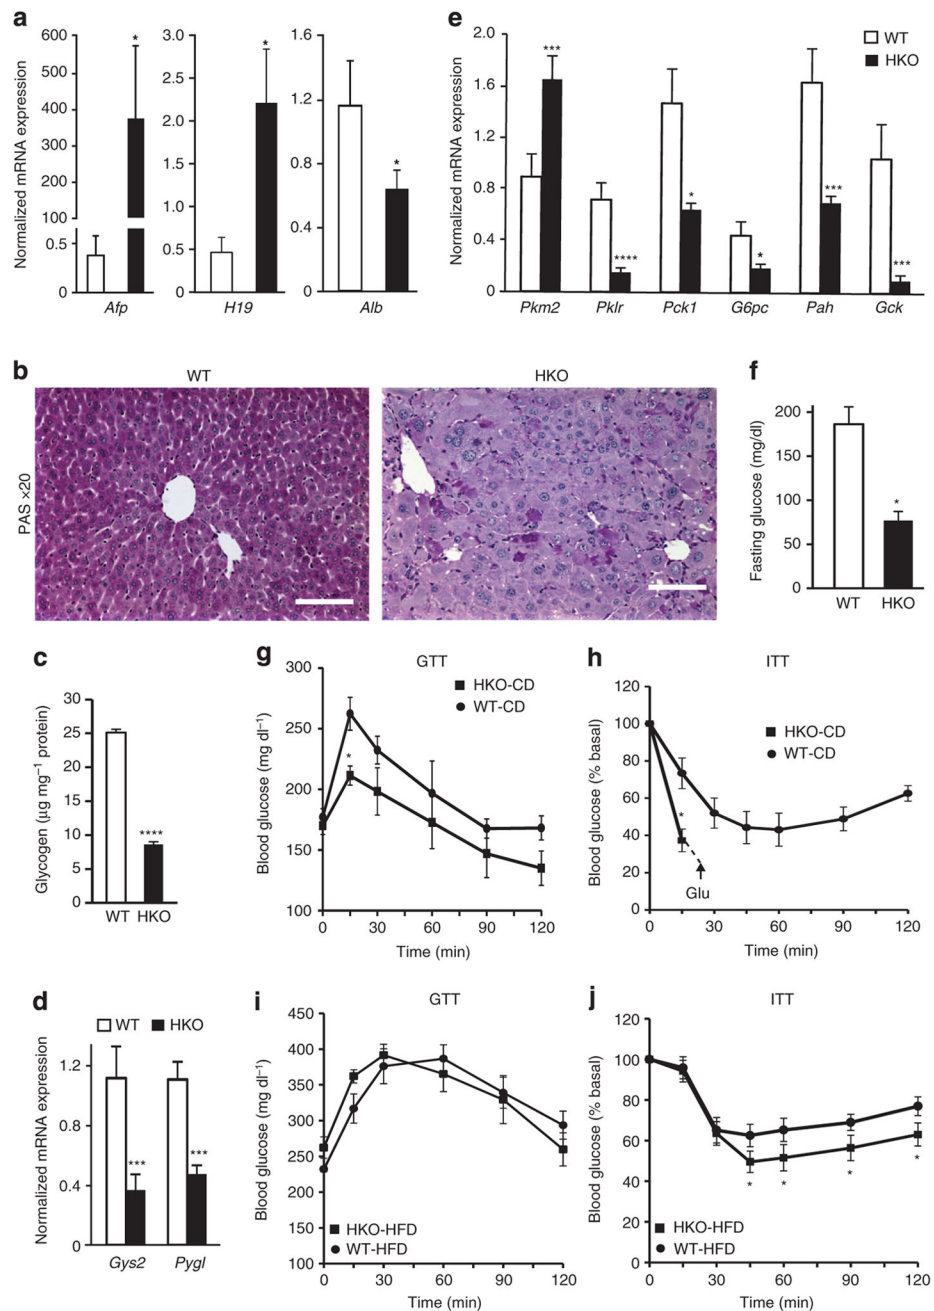 a
Normalized mRNA expression
600
500
400
300
200
100
0.5
0
*
Afp
3.0
2.5
2.0
1.5
1.0
0.5
0
*
H19
1.6
1.2
0.8
0.4
0
*
Alb
e
Normalized mRNA expression
2.0
1.6
1.2
0.8
0.4
0
WT
HKO
***
****
*
*
***
***
Pkm2 Pklr Pck1 G6pc Pah Gck
b
WT HKO
PAS ×20
f
Fasting glucose (mg/dl)
200
150
100
50
0
*
WT HKO
c
Glycogen (µg mg–1 protein)
30
25
20
15
10
5
0
****
WT HKO
g
GTT
Blood glucose (mg dl–1)
300
250
200
150
100
HKO-CD
WT-CD
*
0 30 60 90 120
Time (min)
h
ITT
Blood glucose (% basal)
120
100
80
60
40
20
0
HKO-CD
WT-CD
*
Glu
0 30 60 90 120
Time (min)
d
WT HKO
Normalized mRNA expression
1.2
0.8
0.4
0
***
***
Gys2 Pygl
i
GTT
Blood glucose (mg dl–1)
450
400
350
300
250
300
100
HKO-HFD
WT-HFD
0 30 60 90 120
Time (min)
j
ITT
Blood glucose (% basal)
120
100
80
60
40
20
0
* * * *
HKO-HFD
WT-HFD
0 30 60 90 120
Time (min)